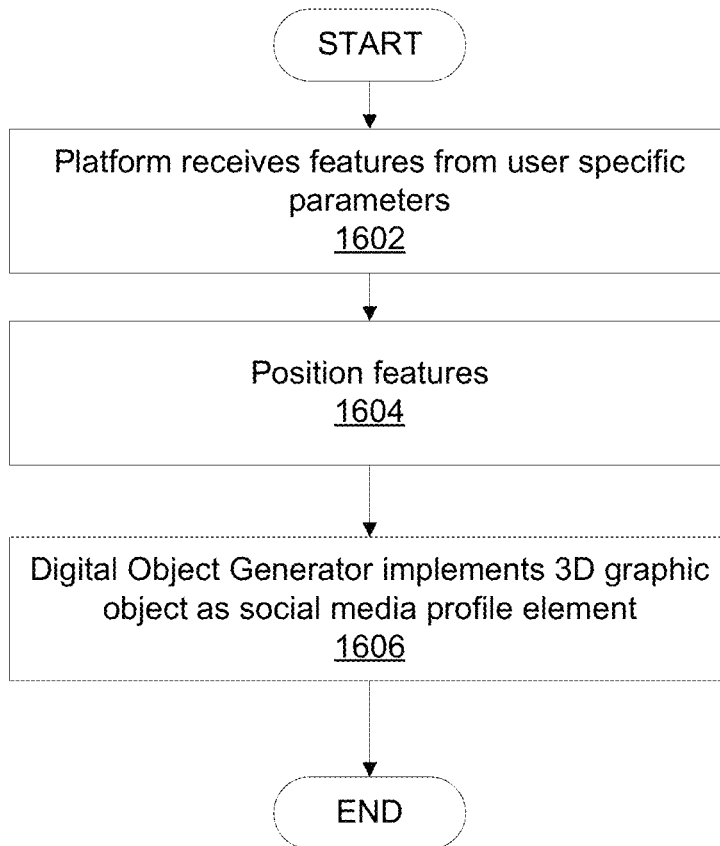 START
Platform receives features from user specific
parameters
1602
Position features
1604
Digital Object Generator implements 3D graphic
object as social media profile element
1606
END